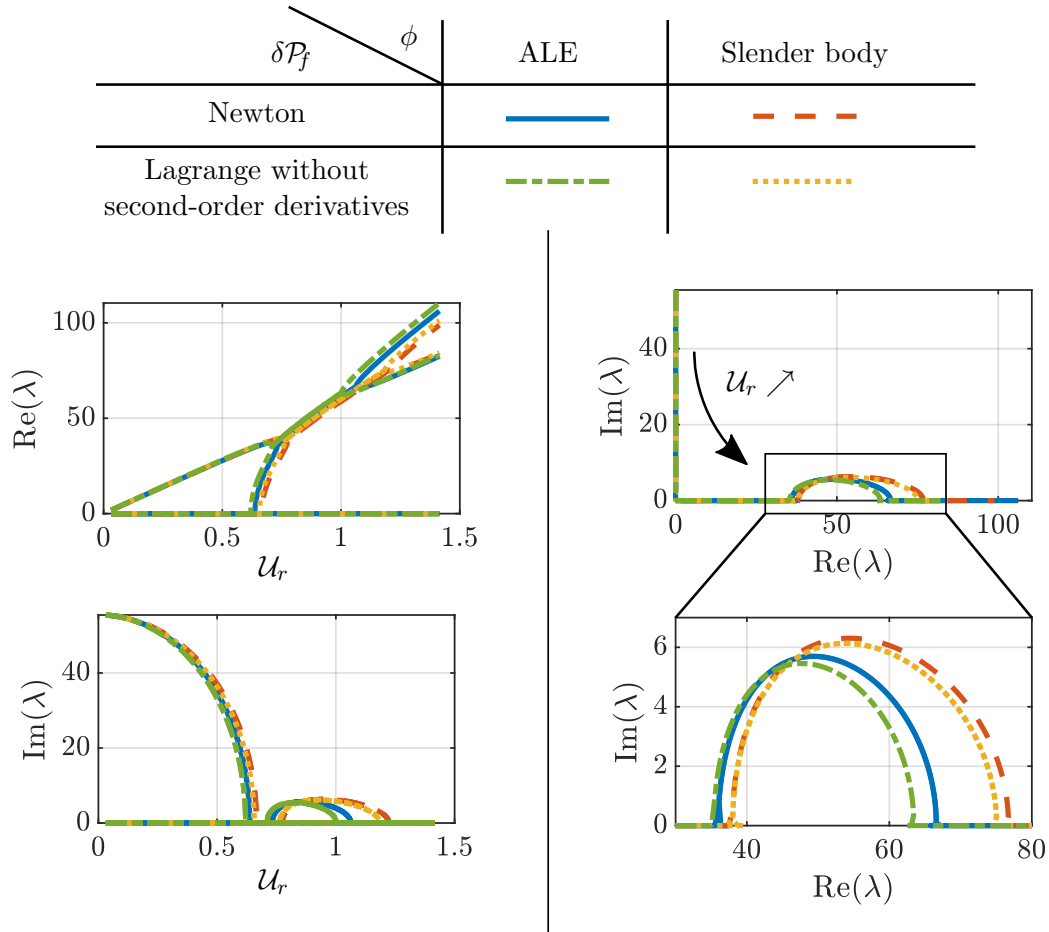 δ𝒫_f ϕ ALE Slender body
Newton
Lagrange without
second-order derivatives
Re(λ)
100
50
0
0 0.5 1 1.5
𝒰_r
Im(λ)
40
20
0
0 0.5 1 1.5
𝒰_r
Im(λ)
40
20
0
𝒰_r ↗
0 50 100
Re(λ)
Im(λ)
6
4
2
0
40 60 80
Re(λ)